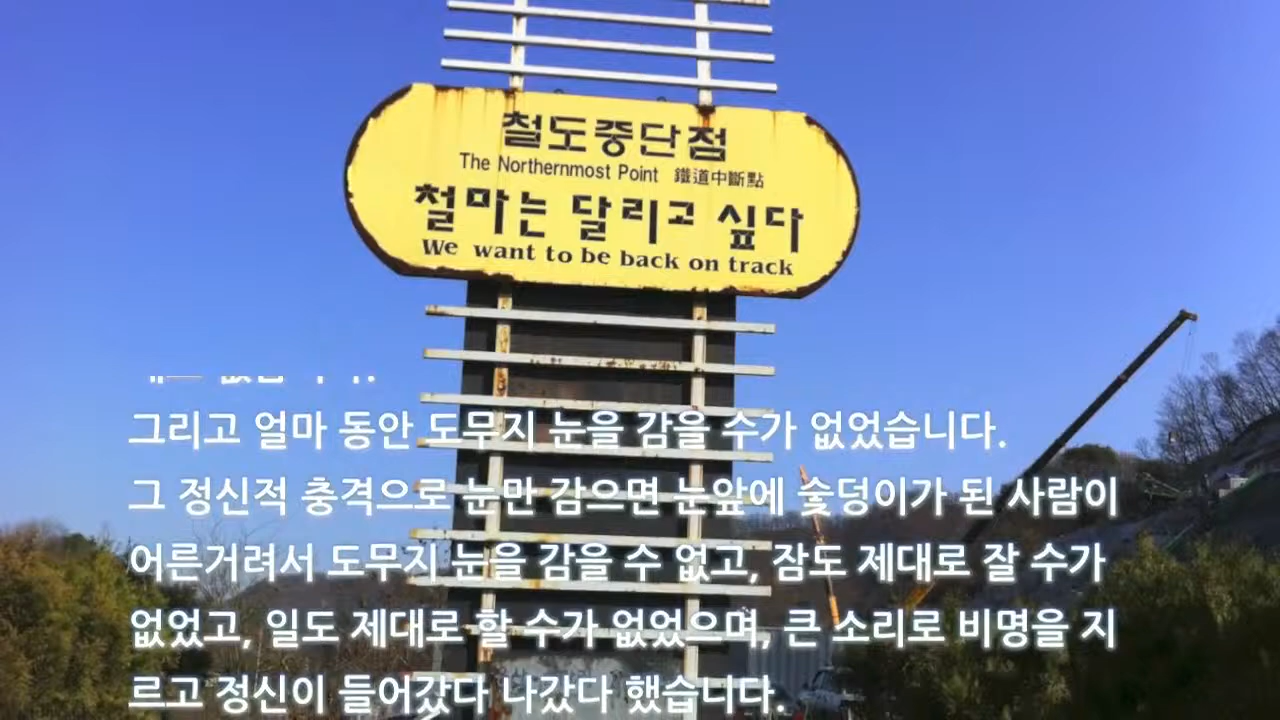 철도중단점
The Northernmost Point 鐵道中斷點
철마는 달리고 싶다
We want to be back on track
그리고 얼마 동안 도무지 눈을 감을 수가 없었습니다.
그 정신적 충격으로 눈만 감으면 눈앞에 숯덩이가 된 사람이
어른거려서 도무지 눈을 감을 수 없고, 잠도 제대로 잘 수가
없었고, 일도 제대로 할 수가 없었으며, 큰 소리로 비명을 지
르고 정신이 들어갔다 나갔다 했습니다.